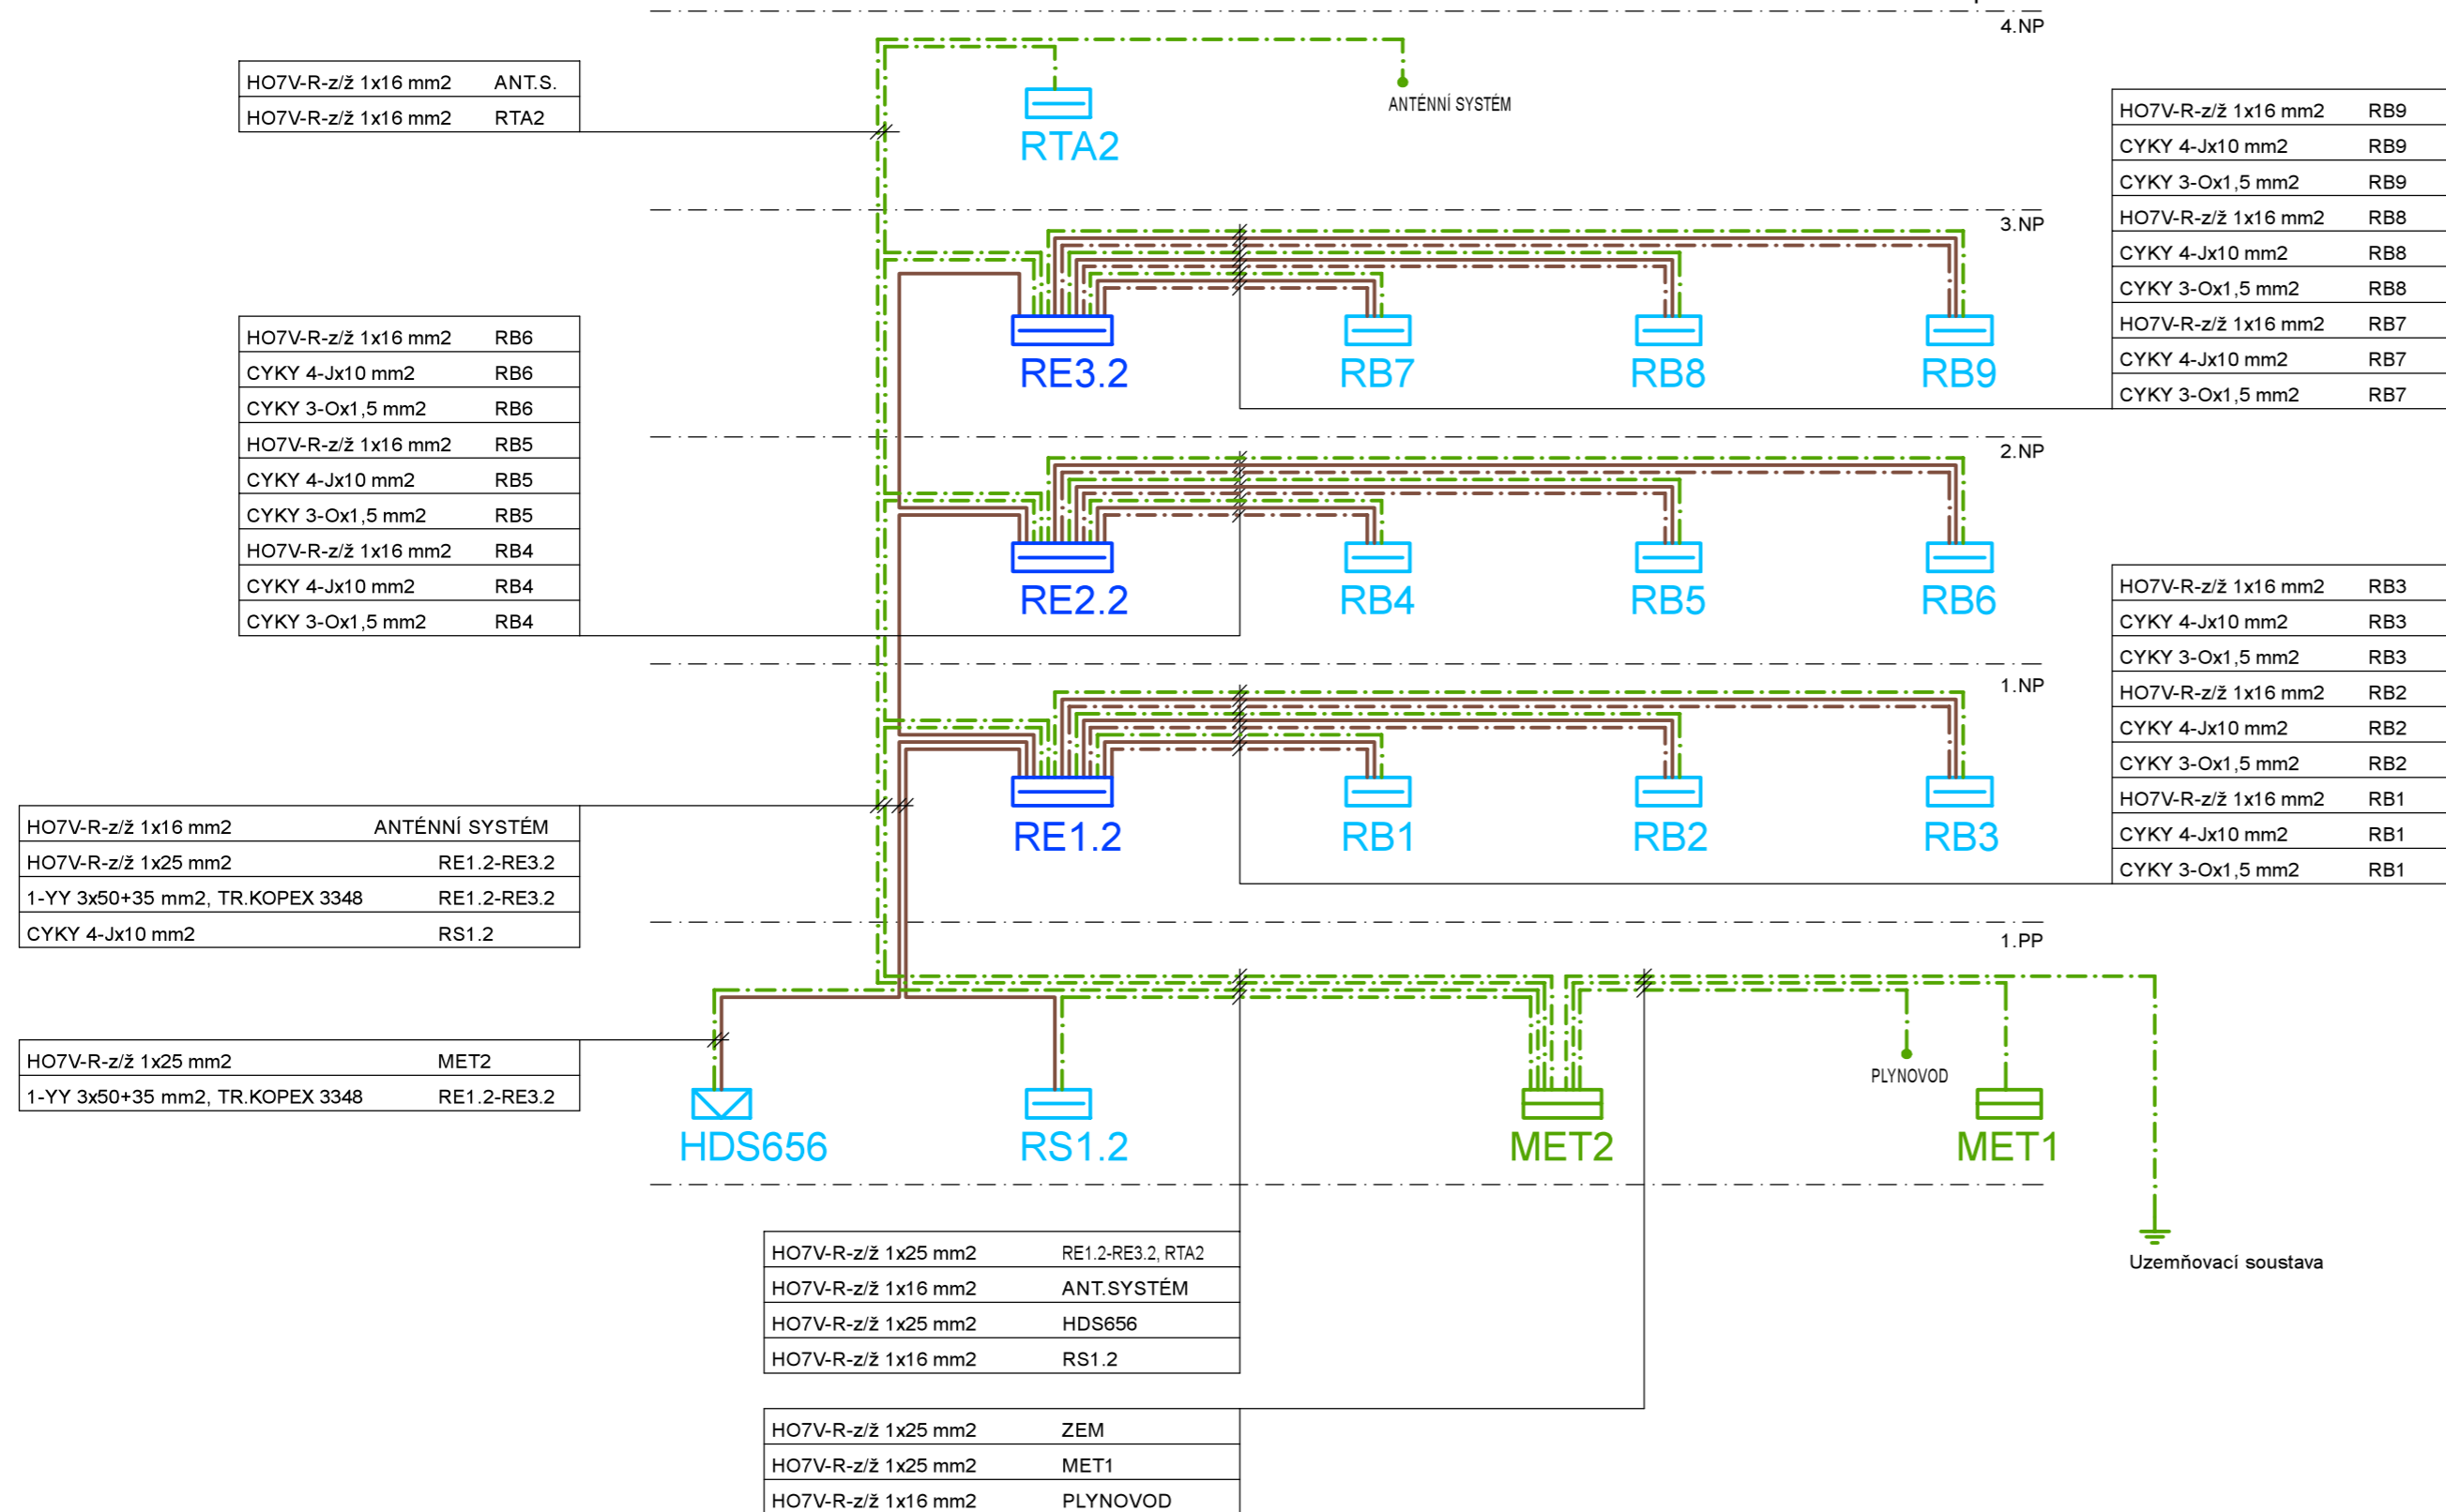 4.NP
HO7V-R-z/ž 1x16 mm2 ANT.S.
HO7V-R-z/ž 1x16 mm2 RTA2
ANTÉNNÍ SYSTÉM
RTA2
HO7V-R-z/ž 1x16 mm2 RB9
CYKY 4-Jx10 mm2 RB9
CYKY 3-Ox1,5 mm2 RB9
HO7V-R-z/ž 1x16 mm2 RB8
CYKY 4-Jx10 mm2 RB8
CYKY 3-Ox1,5 mm2 RB8
HO7V-R-z/ž 1x16 mm2 RB7
CYKY 4-Jx10 mm2 RB7
CYKY 3-Ox1,5 mm2 RB7
3.NP
RE3.2 RB7 RB8 RB9
HO7V-R-z/ž 1x16 mm2 RB6
CYKY 4-Jx10 mm2 RB6
CYKY 3-Ox1,5 mm2 RB6
HO7V-R-z/ž 1x16 mm2 RB5
CYKY 4-Jx10 mm2 RB5
CYKY 3-Ox1,5 mm2 RB5
HO7V-R-z/ž 1x16 mm2 RB4
CYKY 4-Jx10 mm2 RB4
CYKY 3-Ox1,5 mm2 RB4
2.NP
RE2.2 RB4 RB5 RB6
HO7V-R-z/ž 1x16 mm2 RB3
CYKY 4-Jx10 mm2 RB3
CYKY 3-Ox1,5 mm2 RB3
HO7V-R-z/ž 1x16 mm2 RB2
CYKY 4-Jx10 mm2 RB2
CYKY 3-Ox1,5 mm2 RB2
HO7V-R-z/ž 1x16 mm2 RB1
CYKY 4-Jx10 mm2 RB1
CYKY 3-Ox1,5 mm2 RB1
1.NP
RE1.2 RB1 RB2 RB3
HO7V-R-z/ž 1x16 mm2 ANTÉNNÍ SYSTÉM
HO7V-R-z/ž 1x25 mm2 RE1.2-RE3.2
1-YY 3x50+35 mm2, TR.KOPEX 3348 RE1.2-RE3.2
CYKY 4-Jx10 mm2 RS1.2
1.PP
HO7V-R-z/ž 1x25 mm2 MET2
1-YY 3x50+35 mm2, TR.KOPEX 3348 RE1.2-RE3.2
PLYNOVOD
HDS656 RS1.2 MET2 MET1
HO7V-R-z/ž 1x25 mm2 RE1.2-RE3.2, RTA2
HO7V-R-z/ž 1x16 mm2 ANT.SYSTÉM
HO7V-R-z/ž 1x25 mm2 HDS656
HO7V-R-z/ž 1x16 mm2 RS1.2
Uzemňovací soustava
HO7V-R-z/ž 1x25 mm2 ZEM
HO7V-R-z/ž 1x25 mm2 MET1
HO7V-R-z/ž 1x16 mm2 PLYNOVOD